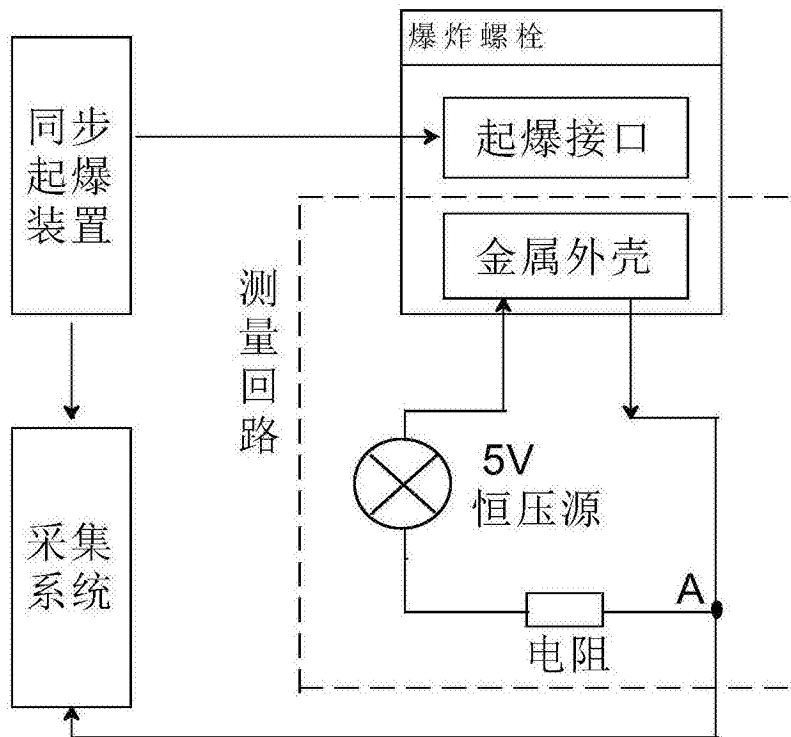 爆炸螺栓
同步
起爆
装置
起爆接口
金属外壳
测
量
回
路
5V
恒压源
采集
系统
A
电阻